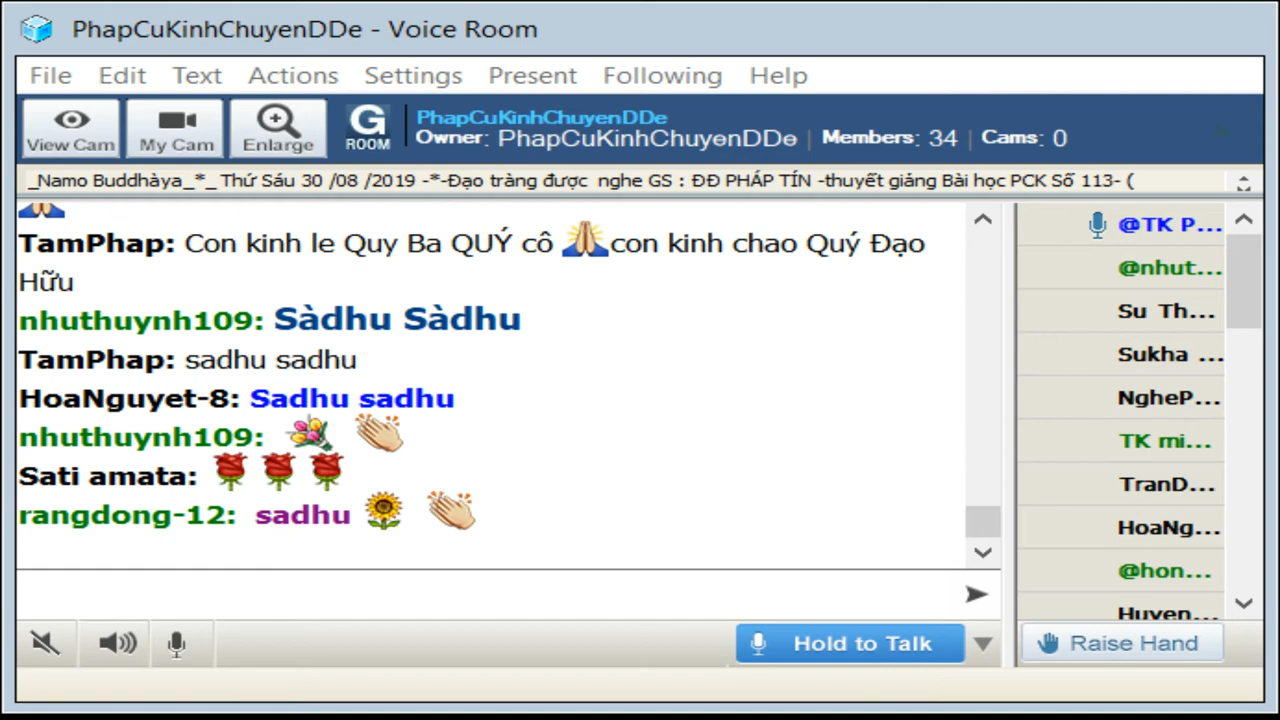 PhapCuKinhChuyenDDe - Voice Room
File Edit Text Actions Settings Present Following Help
View Cam My Cam Enlarge G ROOM
PhapCuKinhChuyenDDe
Owner: PhapCuKinhChuyenDDe | Members: 34 | Cams: 0
_Namo Buddhàya_*_ Thứ Sáu 30 /08 /2019 -*-Đạo tràng được nghe GS : ĐĐ PHÁP TÍN -thuyết giảng Bài học PCK Số 113- (
TamPhap: Con kinh le Quy Ba QUÝ cô 🙏con kinh chao Quý Đạo
Hữu
nhuthuynh109: Sàdhu Sàdhu
TamPhap: sadhu sadhu
HoaNguyet-8: Sadhu sadhu
nhuthuynh109:
Sati amata:
rangdong-12: sadhu
@TK P...
@nhut...
Su Th...
Sukha ...
NgheP...
TK mi...
TranD...
HoaNg...
@hon...
Huyen...
Hold to Talk
Raise Hand